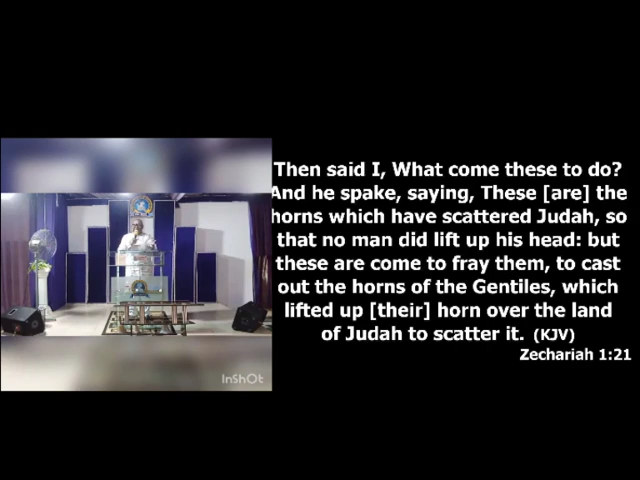 Then said I, What come these to do?
And he spake, saying, These [are] the
horns which have scattered Judah, so
that no man did lift up his head: but
these are come to fray them, to cast
out the horns of the Gentiles, which
lifted up [their] horn over the land
of Judah to scatter it. (KJV)
Zechariah 1:21
InShOt